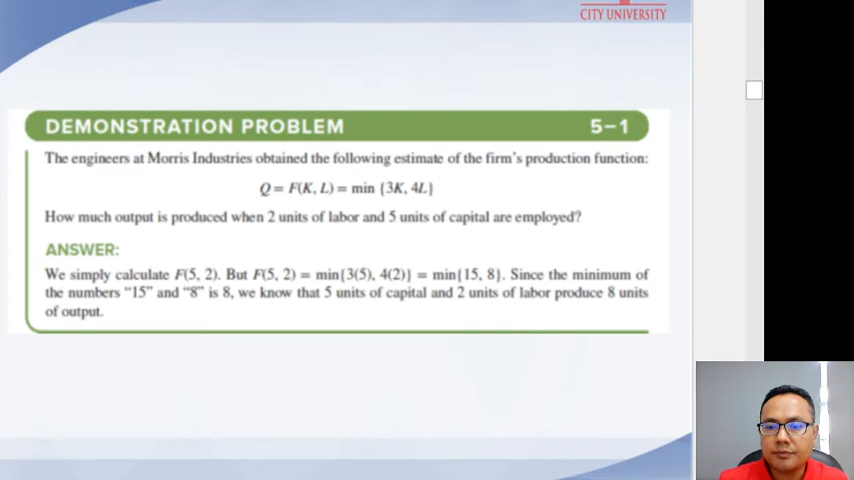 CITY UNIVERSITY
DEMONSTRATION PROBLEM 5–1
The engineers at Morris Industries obtained the following estimate of the firm's production function:
Q = F(K, L) = min {3K, 4L}
How much output is produced when 2 units of labor and 5 units of capital are employed?
ANSWER:
We simply calculate F(5, 2). But F(5, 2) = min{3(5), 4(2)} = min{15, 8}. Since the minimum of
the numbers “15” and “8” is 8, we know that 5 units of capital and 2 units of labor produce 8 units
of output.